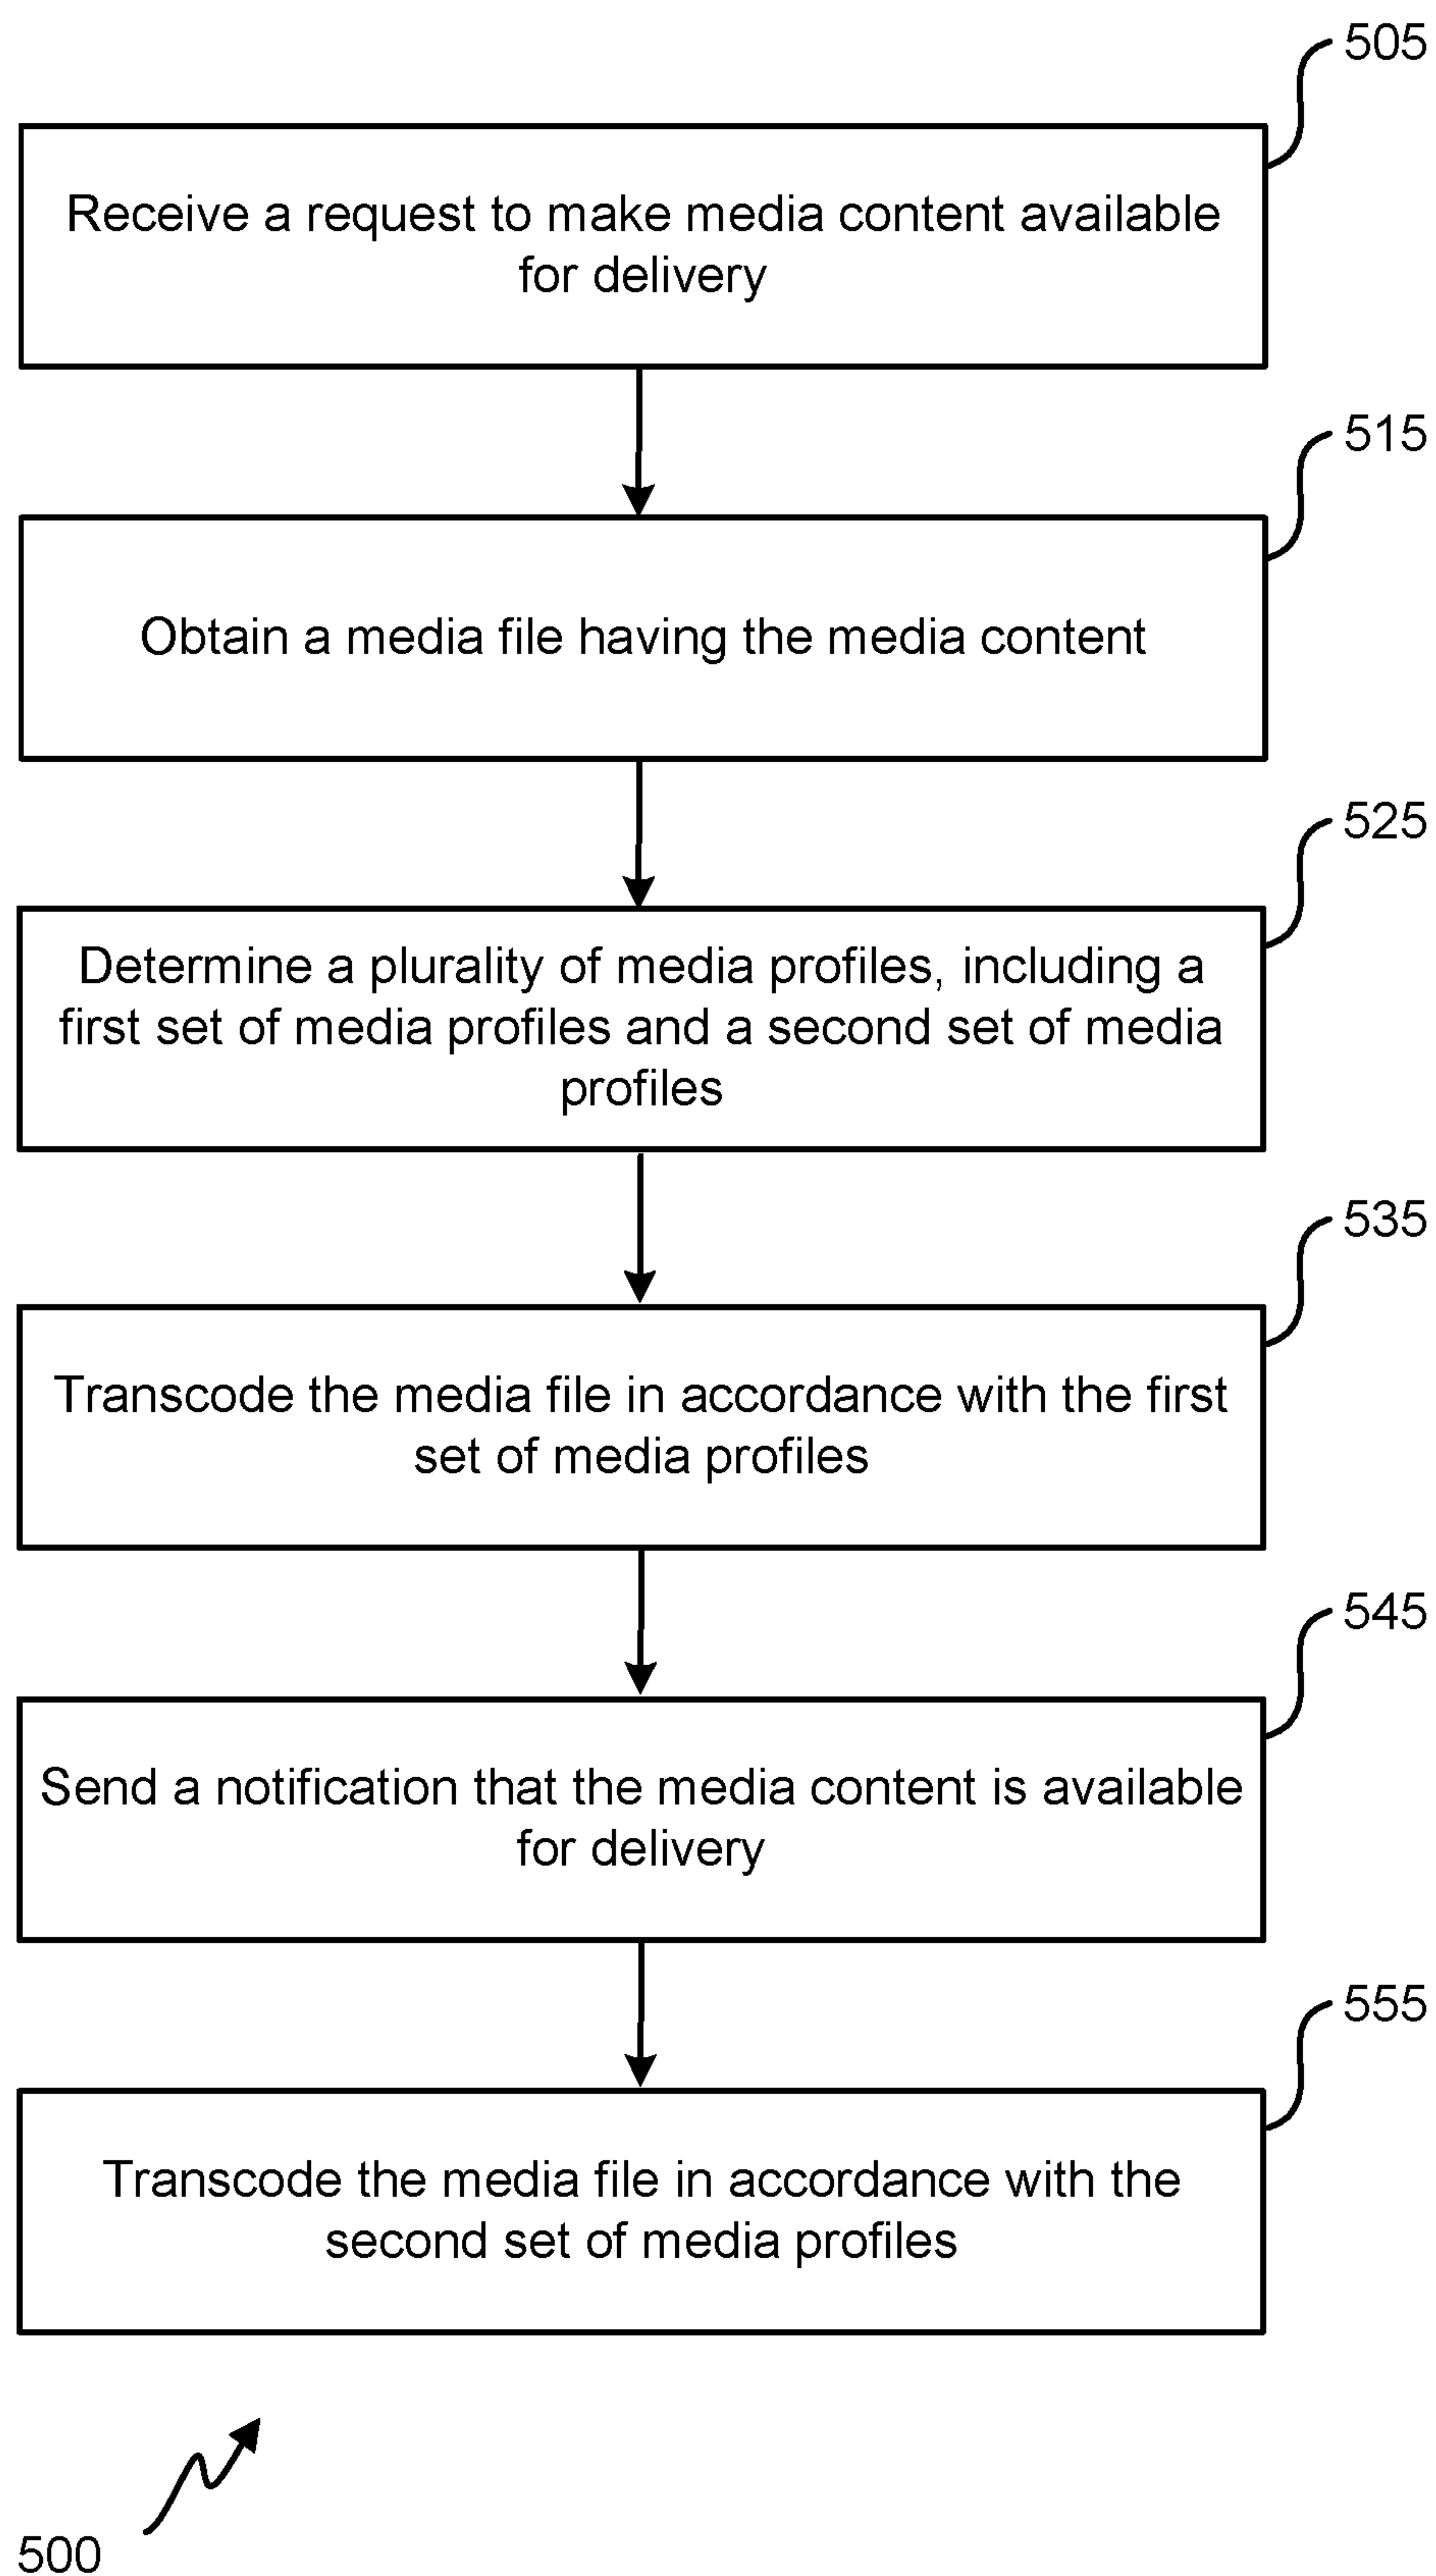 505
Receive a request to make media content available
for delivery
515
Obtain a media file having the media content
525
Determine a plurality of media profiles, including a
first set of media profiles and a second set of media
profiles
535
Transcode the media file in accordance with the first
set of media profiles
545
Send a notification that the media content is available
for delivery
555
Transcode the media file in accordance with the
second set of media profiles
500